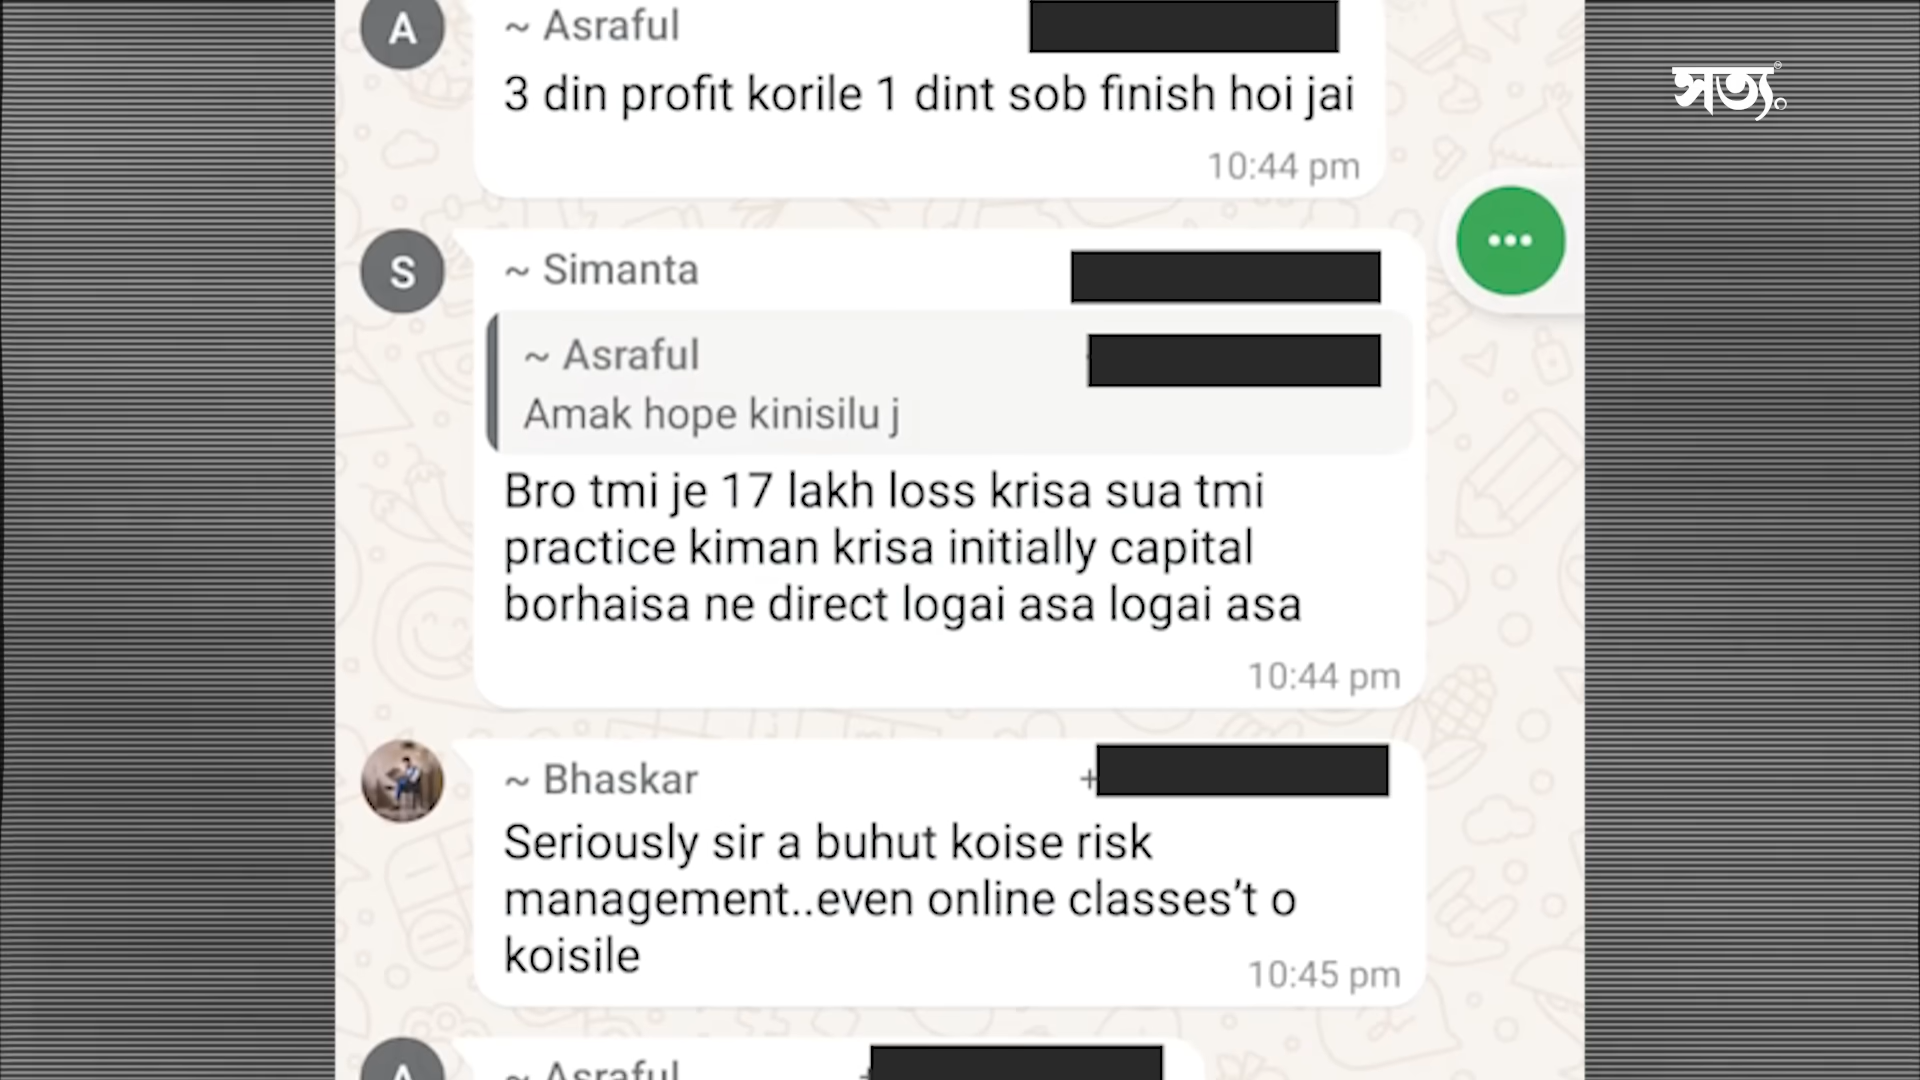 A
~ Asraful
3 din profit korile 1 dint sob finish hoi jai
10:44 pm
সত্য
S
~ Simanta
~ Asraful
Amak hope kinisilu j
Bro tmi je 17 lakh loss krisa sua tmi
practice kiman krisa initially capital
borhaisa ne direct logai asa logai asa
10:44 pm
~ Bhaskar +
Seriously sir a buhut koise risk
management..even online classes’t o
koisile
10:45 pm
A
~ Asraful